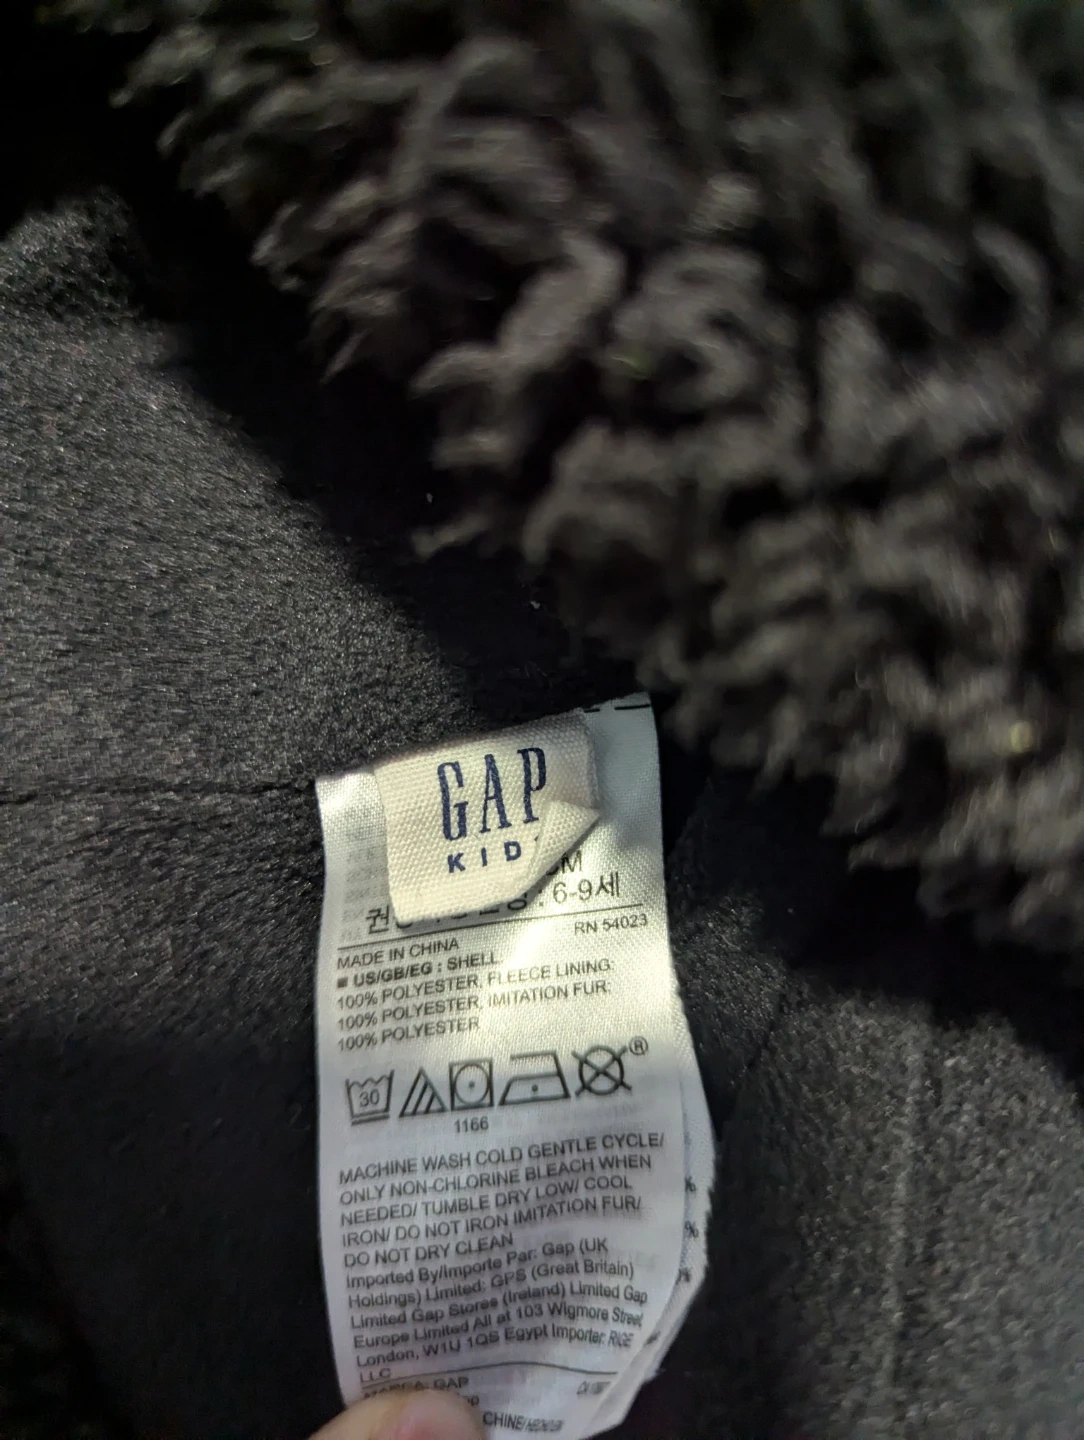 GAP
KID
6-9세
RN 54023
MADE IN CHINA
■ US/GB/EG : SHELL:
100% POLYESTER, FLEECE LINING:
100% POLYESTER, IMITATION FUR:
100% POLYESTER
30
®
1166
MACHINE WASH COLD GENTLE CYCLE/
ONLY NON-CHLORINE BLEACH WHEN
NEEDED/ TUMBLE DRY LOW/ COOL
IRON/ DO NOT IRON IMITATION FUR/
DO NOT DRY CLEAN
Imported By/Importe Par: Gap (UK
Holdings) Limited; GPS (Great Britain)
Limited Gap Stores (Ireland) Limited Gap
Europe Limited All at 103 Wigmore Street,
London, W1U 1QS Egypt Importer: RIGE
LLC
MARCA: GAP